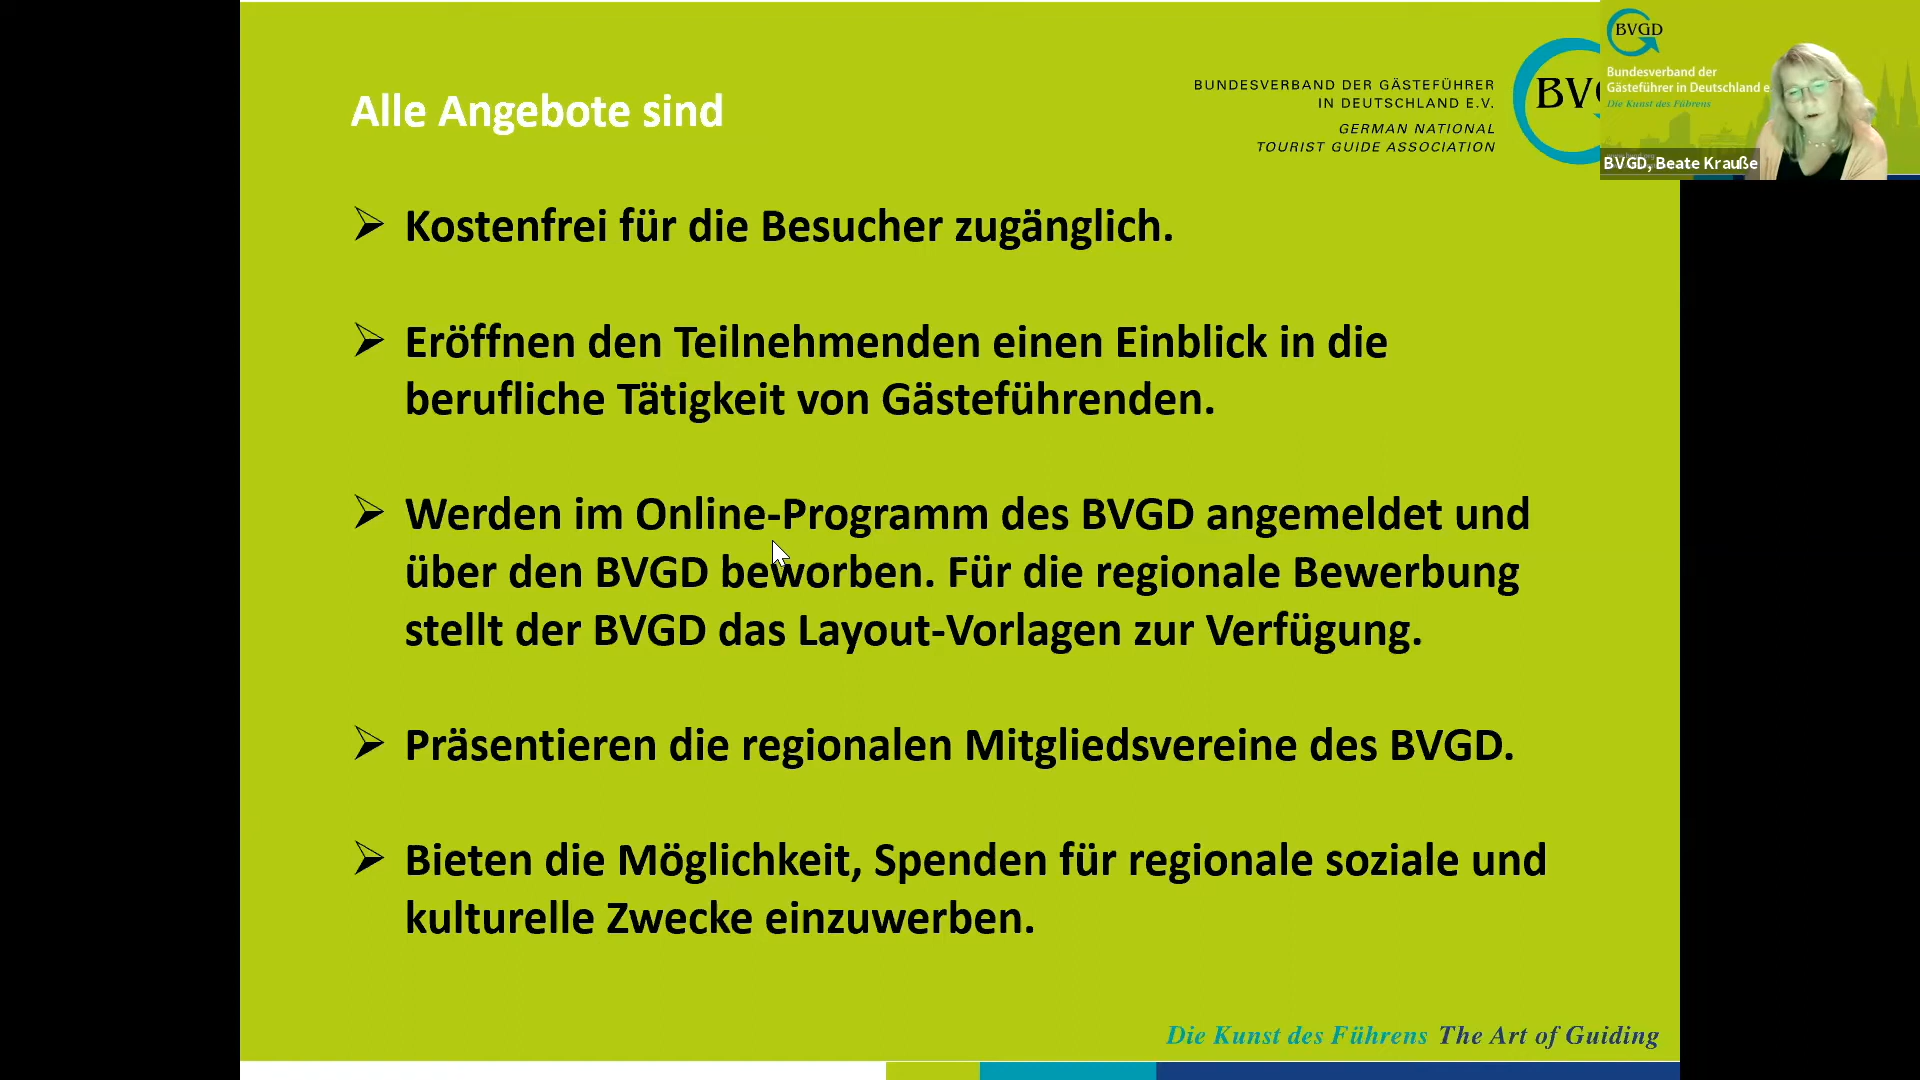 Alle Angebote sind
BUNDESVERBAND DER GÄSTEFÜHRER
IN DEUTSCHLAND E.V.
GERMAN NATIONAL
TOURIST GUIDE ASSOCIATION
BVGD
Bundesverband der
Gästeführer in Deutschland e
Die Kunst des Führens
BVGD, Beate Krauße
Kostenfrei für die Besucher zugänglich.
Eröffnen den Teilnehmenden einen Einblick in die
berufliche Tätigkeit von Gästeführenden.
Werden im Online-Programm des BVGD angemeldet und
über den BVGD beworben. Für die regionale Bewerbung
stellt der BVGD das Layout-Vorlagen zur Verfügung.
Präsentieren die regionalen Mitgliedsvereine des BVGD.
Bieten die Möglichkeit, Spenden für regionale soziale und
kulturelle Zwecke einzuwerben.
Die Kunst des Führens The Art of Guiding